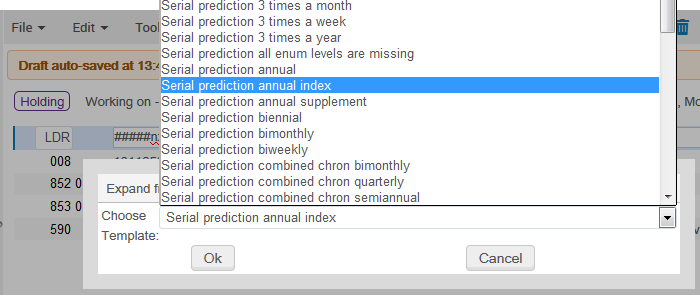 Serial prediction 3 times a month
File Edit Serial prediction 3 times a week
Serial prediction 3 times a year
Serial prediction all enum levels are missing
Draft auto-saved at Serial prediction annual
Serial prediction annual index
Holding Working on - Serial prediction annual supplement
Serial prediction biennial
LDR Serial prediction bimonthly
Serial prediction biweekly
008 Serial prediction combined chron bimonthly
852 0 Serial prediction combined chron quarterly
Expand Serial prediction combined chron semiannual
853 0
Choose Template: Serial prediction annual index
590
Ok Cancel